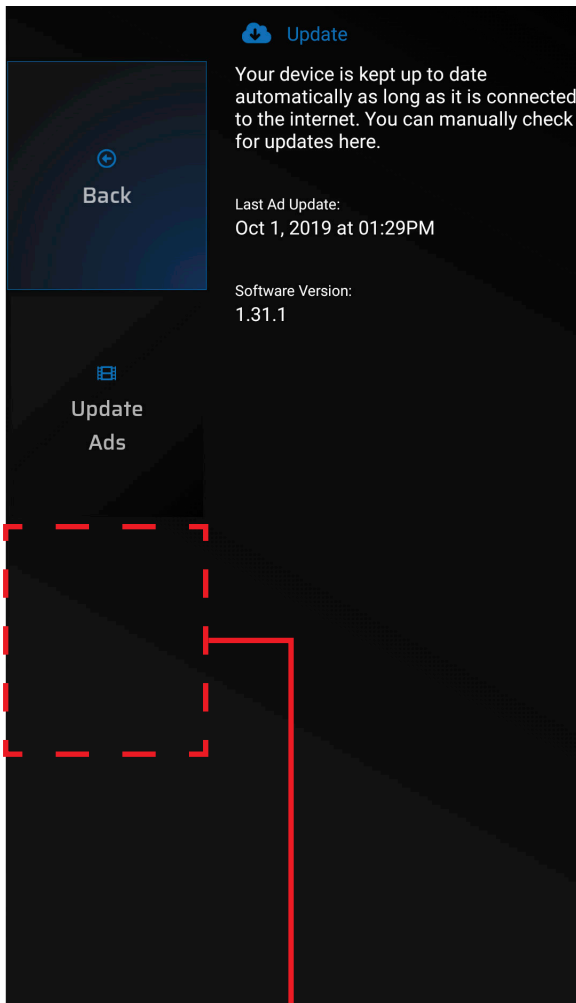 Update
Your device is kept up to date
automatically as long as it is connected
to the internet. You can manually check
for updates here.
Back
Last Ad Update:
Oct 1, 2019 at 01:29PM
Software Version:
1.31.1
Update
Ads